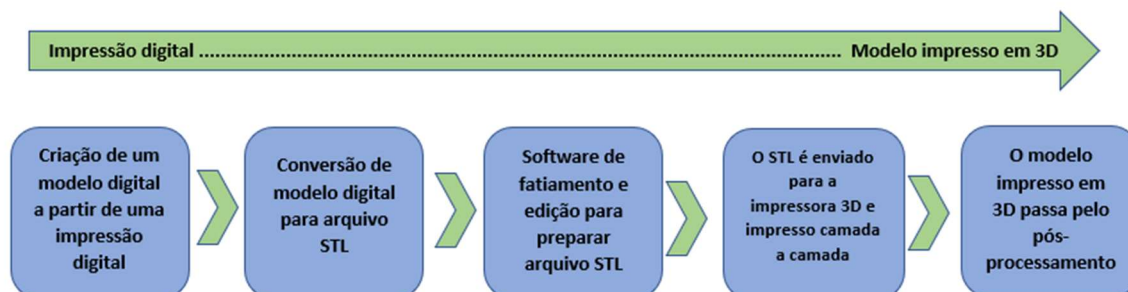 Impressão digital ........................................................................................................ Modelo impresso em 3D
Criação de um
modelo digital
a partir de uma
impressão
digital
Conversão de
modelo digital
para arquivo
STL
Software de
fatiamento e
edição para
preparar
arquivo STL
O STL é enviado
para a
impressora 3D e
impresso camada
a camada
O modelo
impresso em
3D passa pelo
pós-
processamento